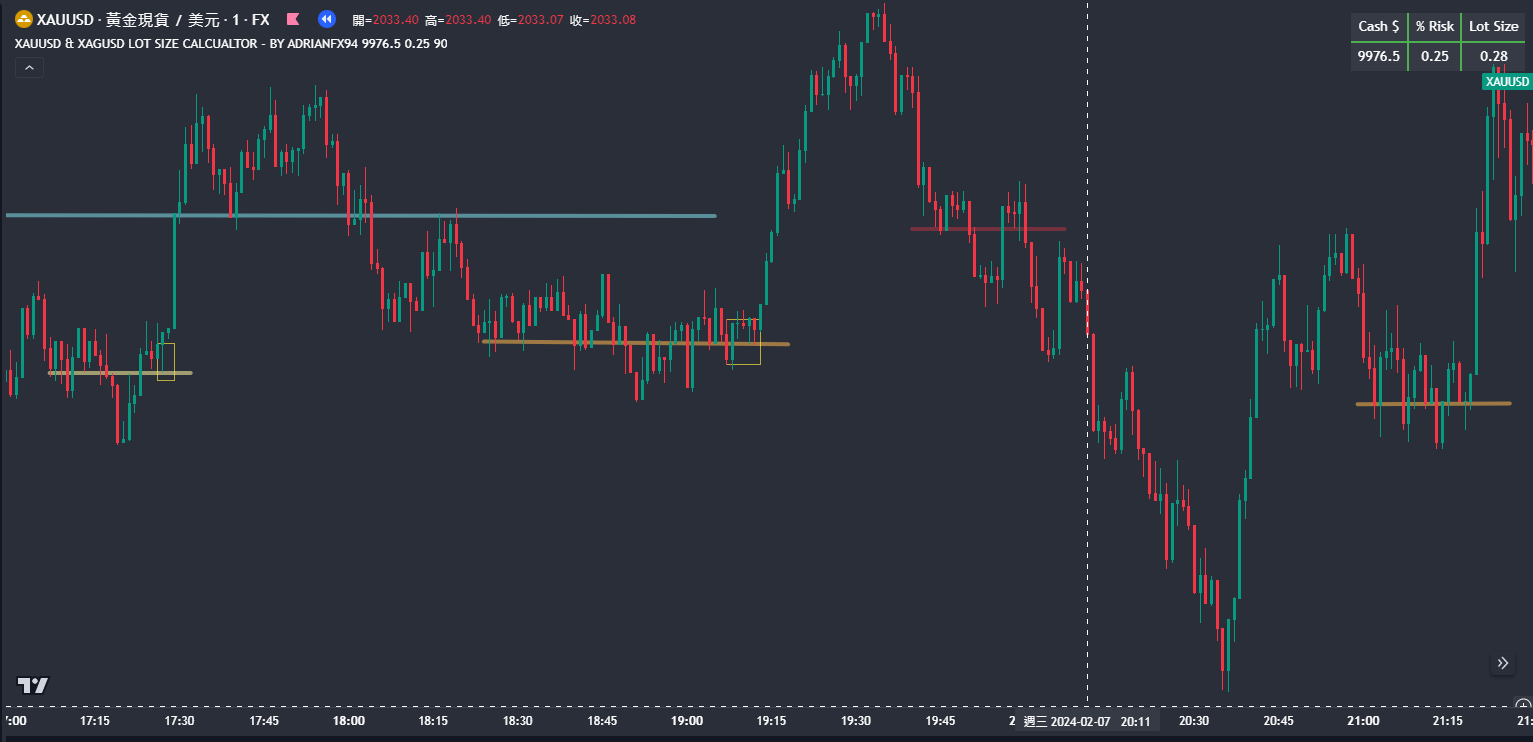 XAUUSD · 黃金現貨 / 美元 · 1 · FX 開=2033.40 高=2033.40 低=2033.07 收=2033.08
XAUUSD & XAGUSD LOT SIZE CALCUALTOR - BY ADRIANFX94 9976.5 0.25 90
Cash $ % Risk Lot Size
9976.5 0.25 0.28
XAUUSD
:00 17:15 17:30 17:45 18:00 18:15 18:30 18:45 19:00 19:15 19:30 19:45 2 週三 2024-02-07 20:11 20:30 20:45 21:00 21:15 21: